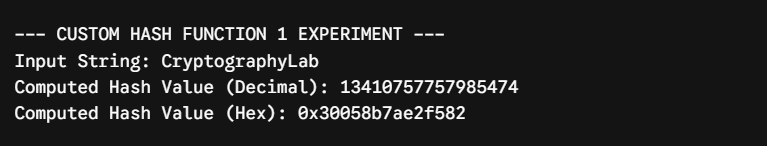 --- CUSTOM HASH FUNCTION 1 EXPERIMENT ---
Input String: CryptographyLab
Computed Hash Value (Decimal): 13410757757985474
Computed Hash Value (Hex): 0x30058b7ae2f582